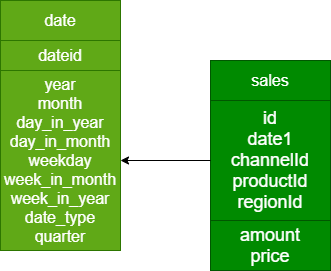 date
dateid
year
month
day_in_year
day_in_month
weekday
week_in_month
week_in_year
date_type
quarter
sales
id
date1
channelId
productId
regionId
amount
price